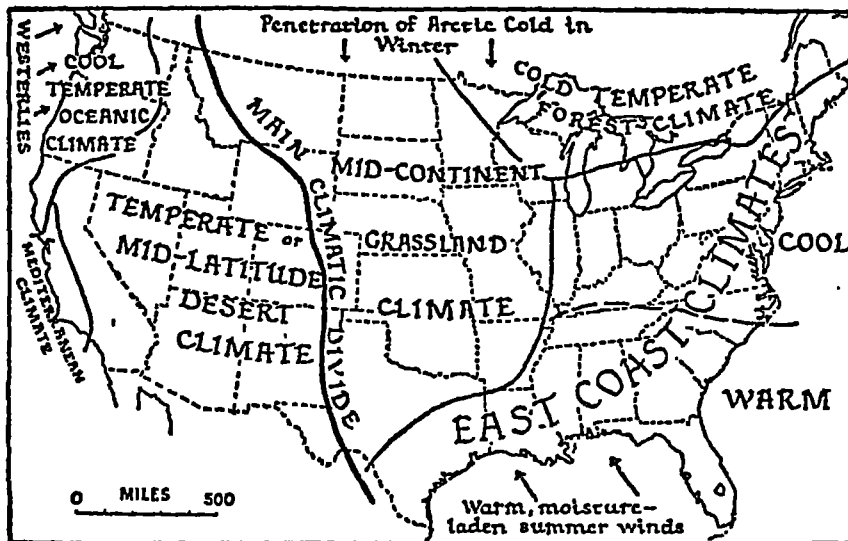 Penetration of Arctic Cold in
Winter
WESTERLIES
COOL
TEMPERATE
OCEANIC
CLIMATE
COLD TEMPERATE
FOREST CLIMATE
MAIN CLIMATIC DIVIDE
MID-CONTINENT
GRASSLAND
CLIMATE
TEMPERATE or
MID-LATITUDE
DESERT
CLIMATE
MEDITERRANEAN
CLIMATE
EAST COAST CLIMATES
COOL
WARM
0 MILES 500
Warm, moisture-
laden summer winds